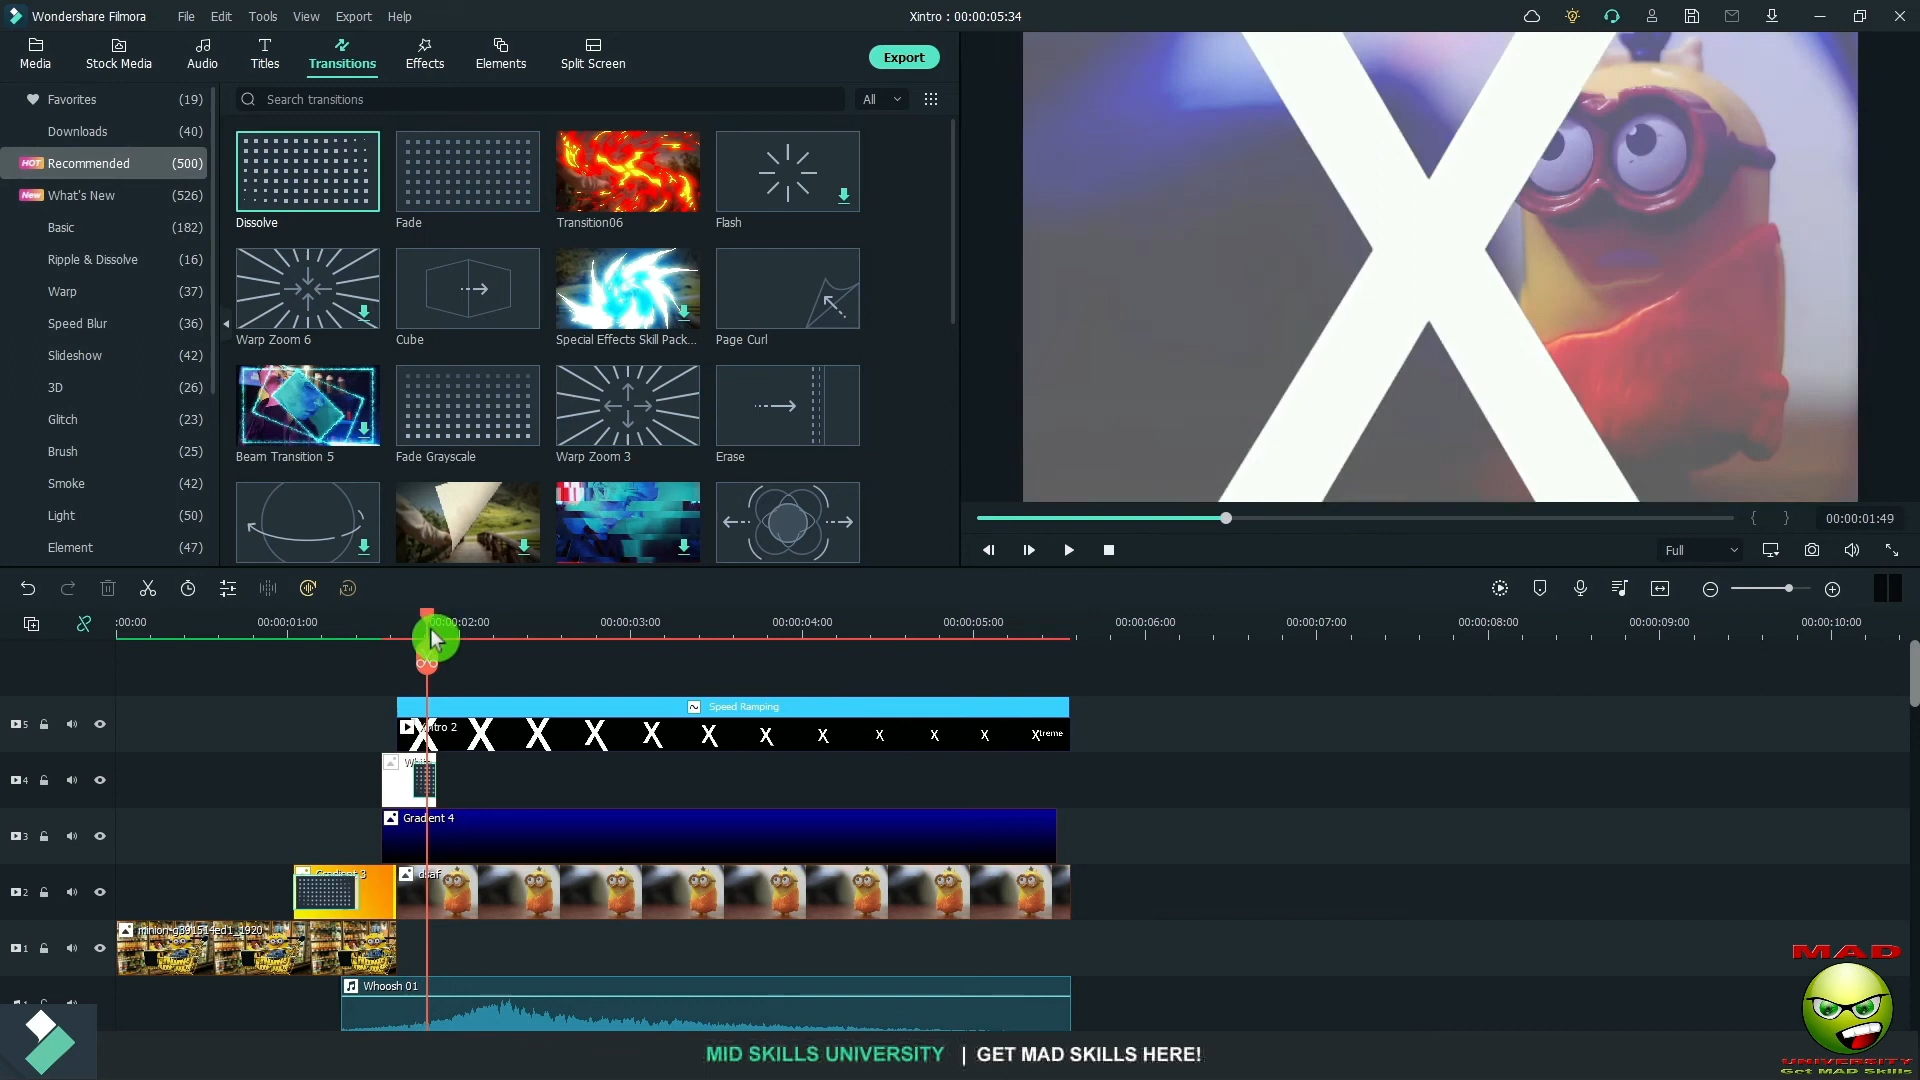 Wondershare Filmora File Edit Tools View Export Help Xintro : 00:00:05:34
Media Stock Media Audio Titles Transitions Effects Elements Split Screen Export
Favorites (19)
Downloads (40)
HOT Recommended (500)
New What's New (526)
Basic (182)
Ripple & Dissolve (16)
Warp (37)
Speed Blur (36)
Slideshow (42)
3D (26)
Glitch (23)
Brush (25)
Smoke (42)
Light (50)
Element (47)
Search transitions All
Dissolve Fade Transition06 Flash
Warp Zoom 6 Cube Special Effects Skill Pack... Page Curl
Beam Transition 5 Fade Grayscale Warp Zoom 3 Erase
X
{ } 00:00:01:49
Full
:00:00 00:00:01:00 00:00:02:00 00:00:03:00 00:00:04:00 00:00:05:00 00:00:06:00 00:00:07:00 00:00:08:00 00:00:09:00 00:00:10:00
Speed Ramping
5 X X X X X X X X X X X Xtreme
4
3 Gradient 4
2 Gradient 3
1 minion-g391514ed1_1920
Whoosh 01
MID SKILLS UNIVERSITY | GET MAD SKILLS HERE!
MAD
UNIVERSITY
Get MAD Skills